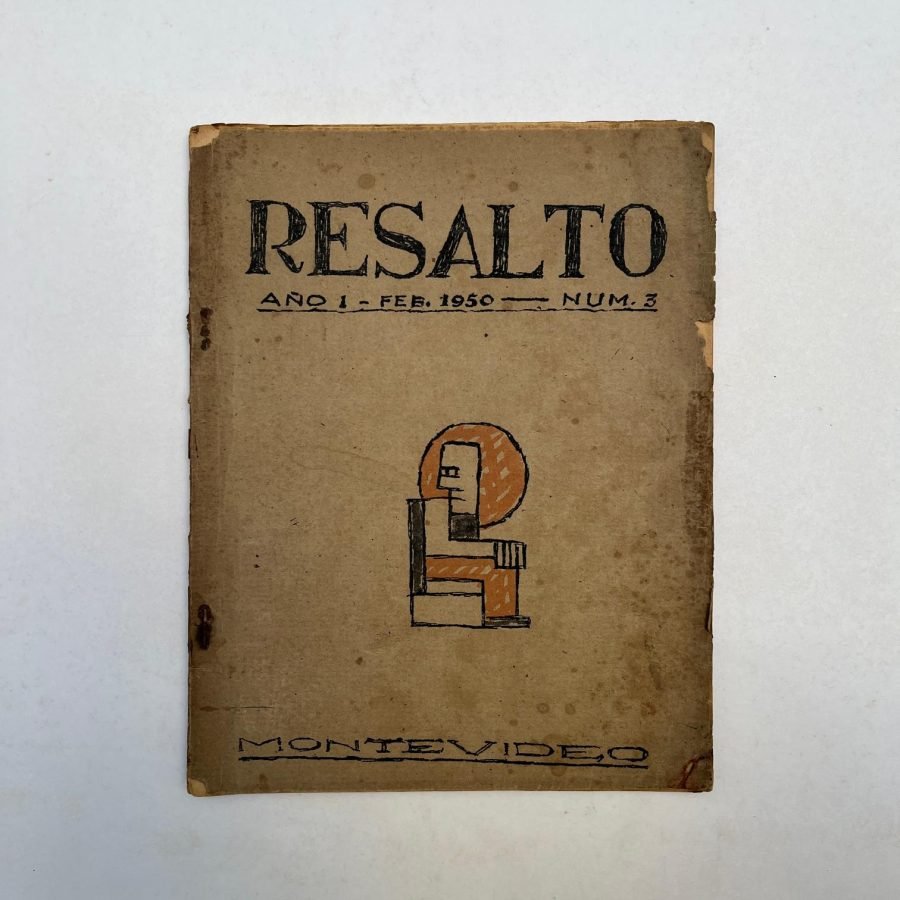 RESALTO
AÑO 1 - FEB. 1950 — NUM. 3
MONTEVIDEO